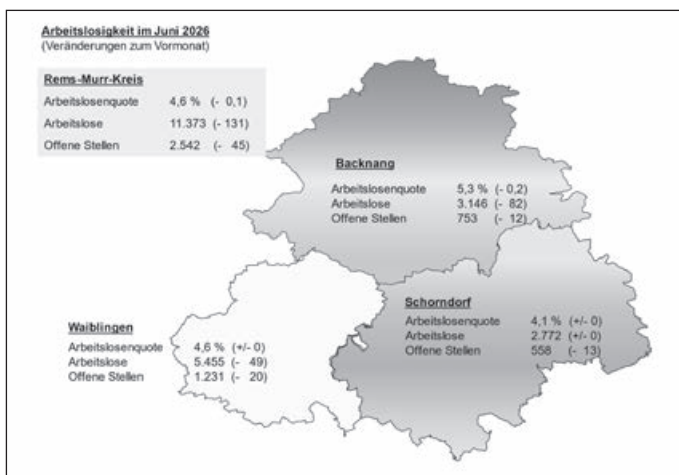 Arbeitslosigkeit im Juni 2026
(Veränderungen zum Vormonat)
Rems-Murr-Kreis
Arbeitslosenquote 4,6 % (- 0,1)
Arbeitslose 11.373 (- 131)
Offene Stellen 2.542 (- 45)
Backnang
Arbeitslosenquote 5,3 % (- 0,2)
Arbeitslose 3.146 (- 82)
Offene Stellen 753 (- 12)
Schorndorf
Arbeitslosenquote 4,1 % (+/- 0)
Arbeitslose 2.772 (+/- 0)
Offene Stellen 558 (- 13)
Waiblingen
Arbeitslosenquote 4,6 % (+/- 0)
Arbeitslose 5.455 (- 49)
Offene Stellen 1.231 (- 20)